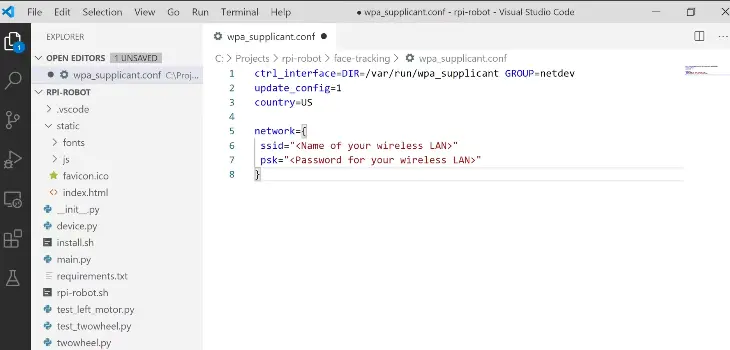 File Edit Selection View Go Run Terminal Help ● wpa_supplicant.conf - rpi-robot - Visual Studio Code
EXPLORER
OPEN EDITORS 1 UNSAVED
wpa_supplicant.conf C:\Proj...
RPI-ROBOT
.vscode
static
fonts
js
favicon.ico
index.html
__init__.py
device.py
install.sh
main.py
requirements.txt
rpi-robot.sh
test_left_motor.py
test_twowheel.py
twowheel.py
1
wpa_supplicant.conf
C: > Projects > rpi-robot > face-tracking > wpa_supplicant.conf
1 ctrl_interface=DIR=/var/run/wpa_supplicant GROUP=netdev
2 update_config=1
3 country=US
4
5 network={
6 ssid="<Name of your wireless LAN>"
7 psk="<Password for your wireless LAN>"
8 }